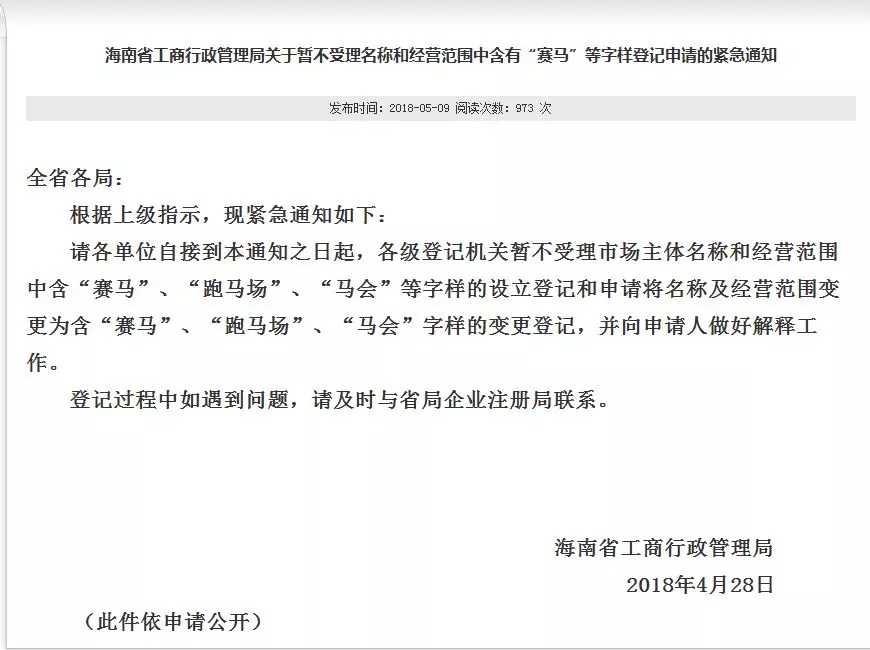 海南省工商行政管理局关于暂不受理名称和经营范围中含有“赛马”等字样登记申请的紧急通知
发布时间：2018-05-09 阅读次数：973 次
全省各局：
根据上级指示，现紧急通知如下：
请各单位自接到本通知之日起，各级登记机关暂不受理市场主体名称和经营范围
中含“赛马”、“跑马场”、“马会”等字样的设立登记和申请将名称及经营范围变
更为含“赛马”、“跑马场”、“马会”字样的变更登记，并向申请人做好解释工
作。
登记过程中如遇到问题，请及时与省局企业注册局联系。
海南省工商行政管理局
2018年4月28日
（此件依申请公开）